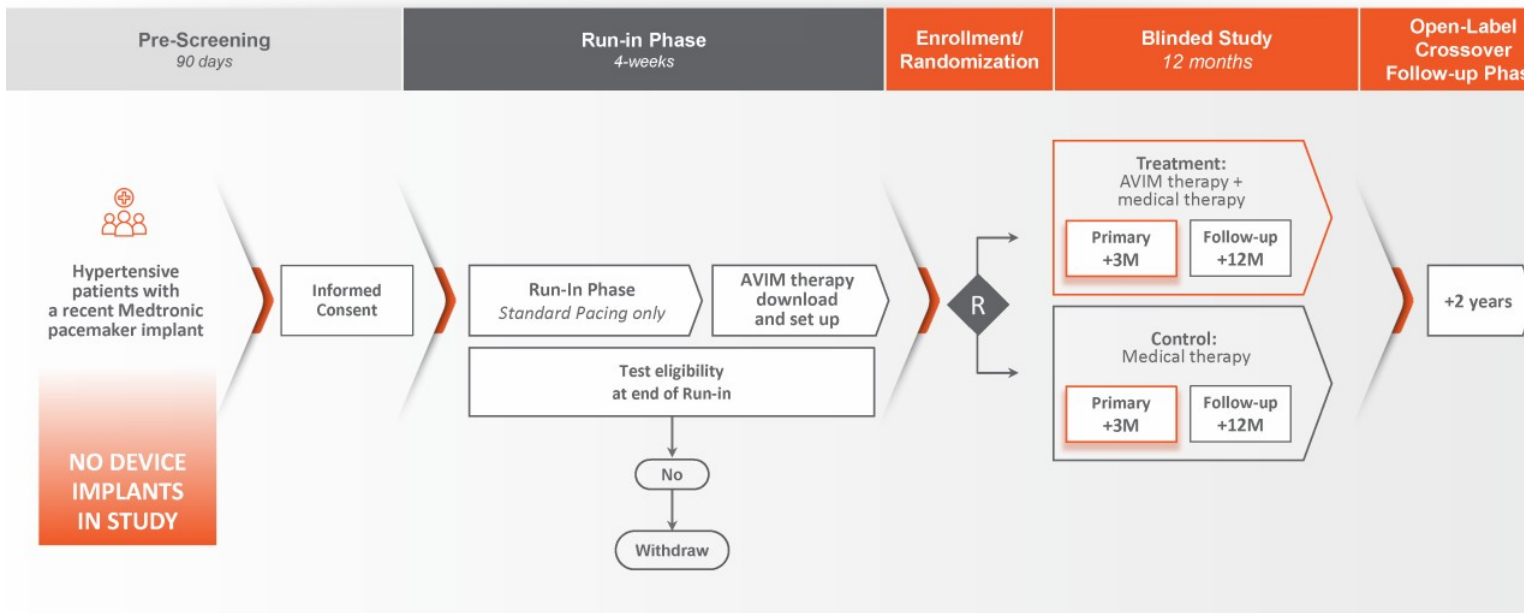 Pre-Screening
90 days
Run-in Phase
4-weeks
Enrollment/
Randomization
Blinded Study
12 months
Open-Label
Crossover
Follow-up Phas
Hypertensive
patients with
a recent Medtronic
pacemaker implant
NO DEVICE
IMPLANTS
IN STUDY
Informed
Consent
Run-In Phase
Standard Pacing only
AVIM therapy
download
and set up
Test eligibility
at end of Run-in
No
Withdraw
R
Treatment:
AVIM therapy +
medical therapy
Primary
+3M
Follow-up
+12M
Control:
Medical therapy
Primary
+3M
Follow-up
+12M
+2 years